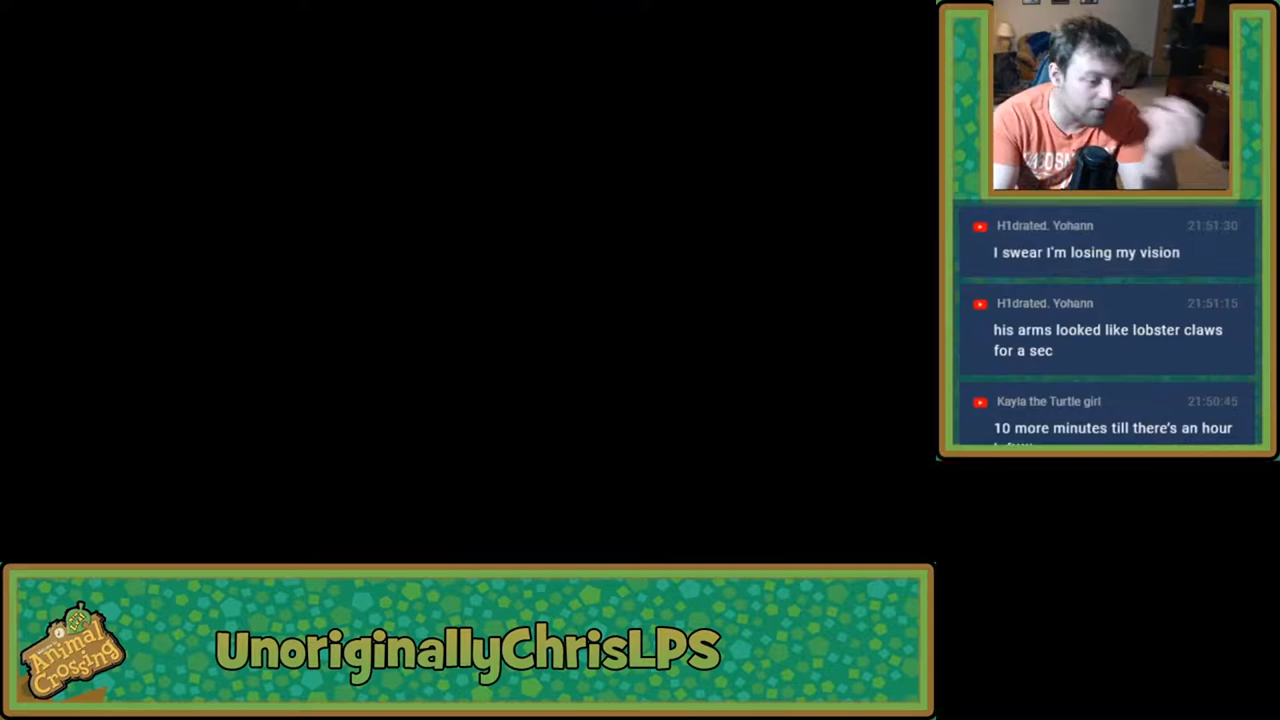 H1drated. Yohann 21:51:30
I swear I'm losing my vision
H1drated. Yohann 21:51:15
his arms looked like lobster claws
for a sec
Kayla the Turtle girl 21:50:45
10 more minutes till there's an hour
Animal
Crossing
UnoriginallyChrisLPS